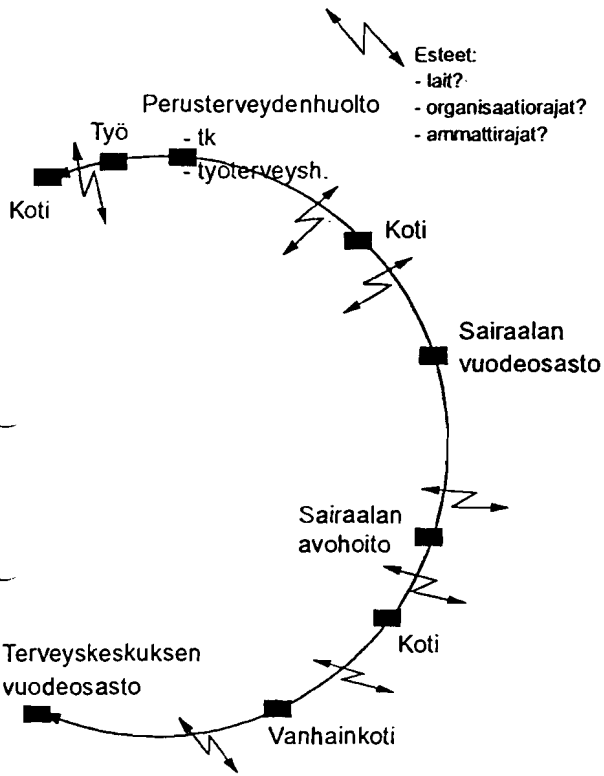 Esteet:
- lait?
- organisaatiorajat?
- ammattirajat?
Perusterveydenhuolto
- tk
- työterveysh.
Työ
Koti
Koti
Sairaalan
vuodeosasto
Sairaalan
avohoito
Koti
Vanhainkoti
Terveyskeskuksen
vuodeosasto